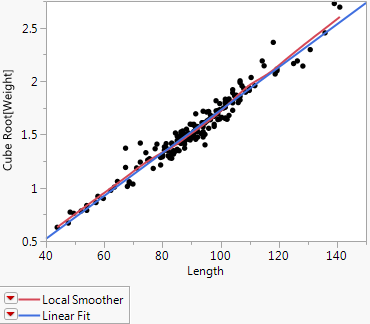 Cube Root[Weight]
2.5
2
1.5
1
0.5
40 60 80 100 120 140
Length
Local Smoother
Linear Fit